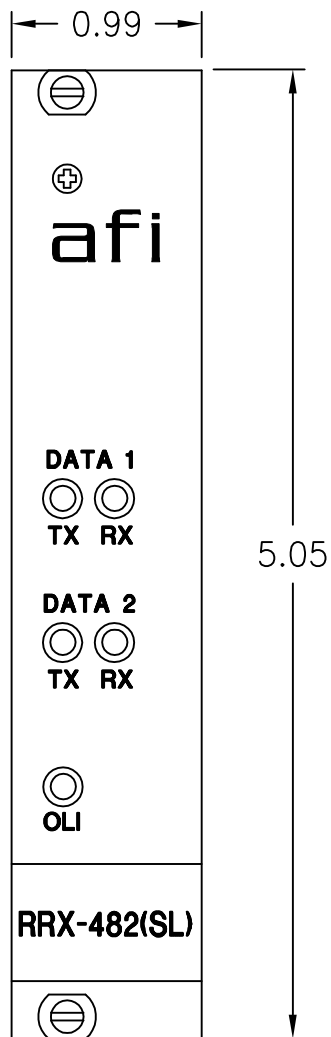 0.99
afi
DATA 1
TX RX
5.05
DATA 2
TX RX
OLI
RRX-482(SL)